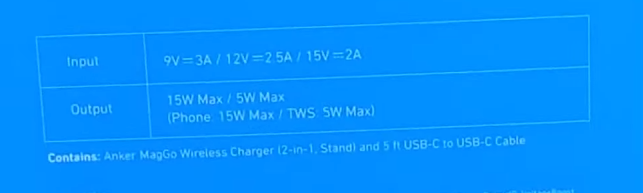 Input
9V⎓3A / 12V⎓2.5A / 15V⎓2A
Output
15W Max / 5W Max
(Phone: 15W Max / TWS: 5W Max)
Contains: Anker MagGo Wireless Charger (2-in-1, Stand) and 5 ft USB-C to USB-C Cable